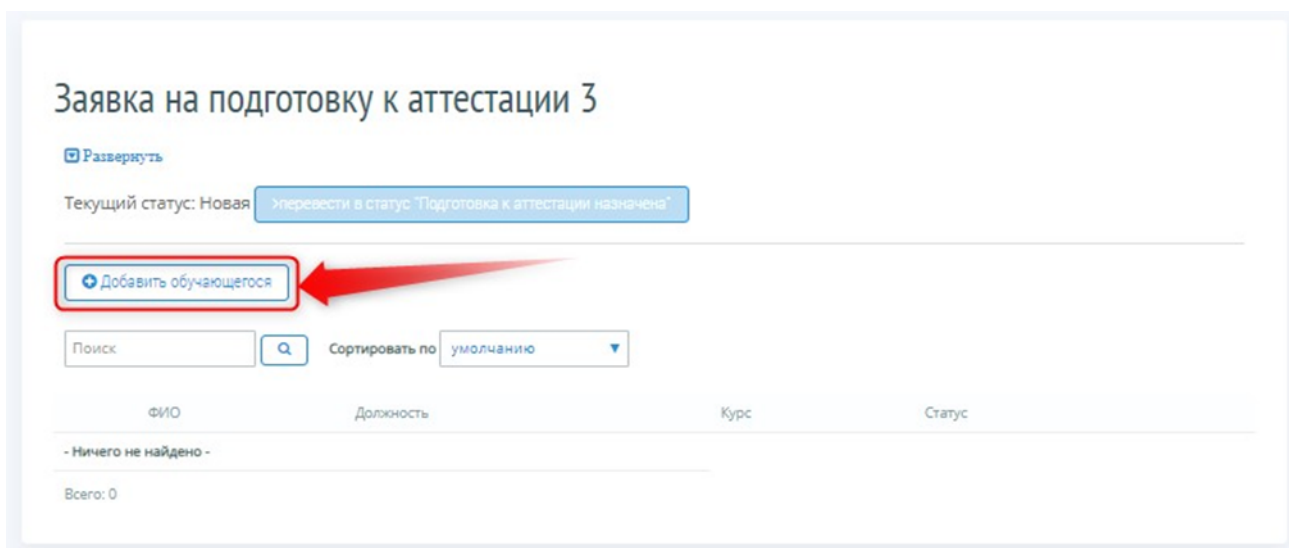 Заявка на подготовку к аттестации 3
Развернуть
Текущий статус: Новая >перевести в статус "Подготовка к аттестации назначена"
Добавить обучающегося
Поиск Сортировать по умолчанию
ФИО Должность Курс Статус
- Ничего не найдено -
Всего: 0